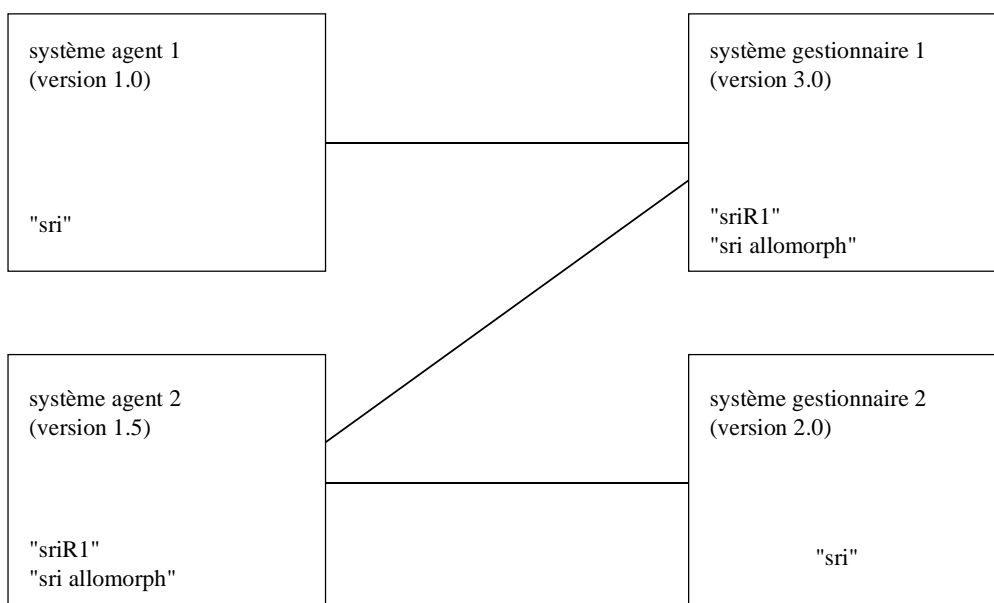 système agent 1
(version 1.0)
"sri"
système gestionnaire 1
(version 3.0)
"sriR1"
"sri allomorph"
système agent 2
(version 1.5)
"sriR1"
"sri allomorph"
système gestionnaire 2
(version 2.0)
"sri"